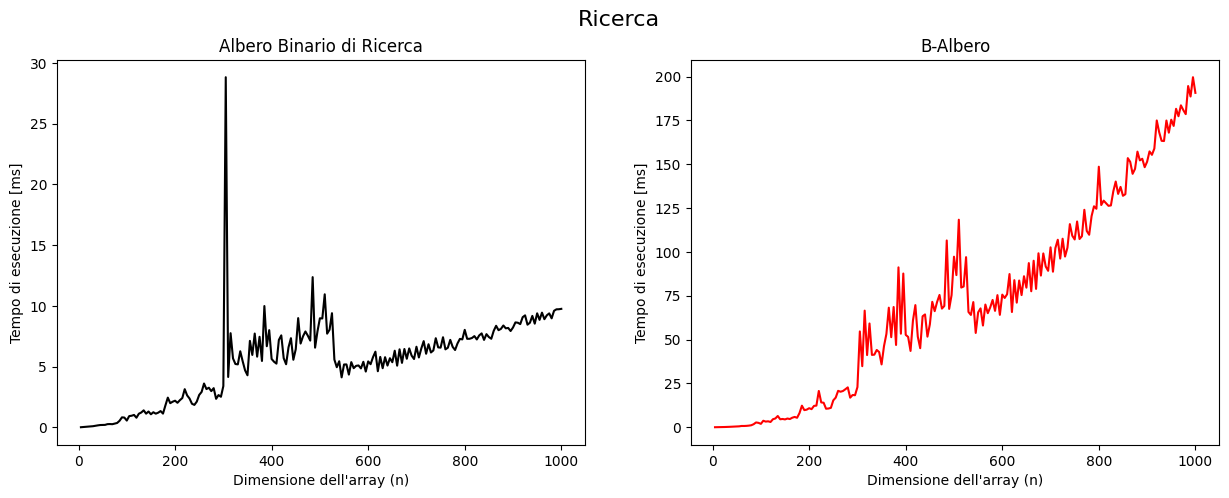 Ricerca
Albero Binario di Ricerca
Tempo di esecuzione [ms]
30
25
20
15
10
5
0
0 200 400 600 800 1000
Dimensione dell'array (n)
B-Albero
Tempo di esecuzione [ms]
200
175
150
125
100
75
50
25
0
0 200 400 600 800 1000
Dimensione dell'array (n)